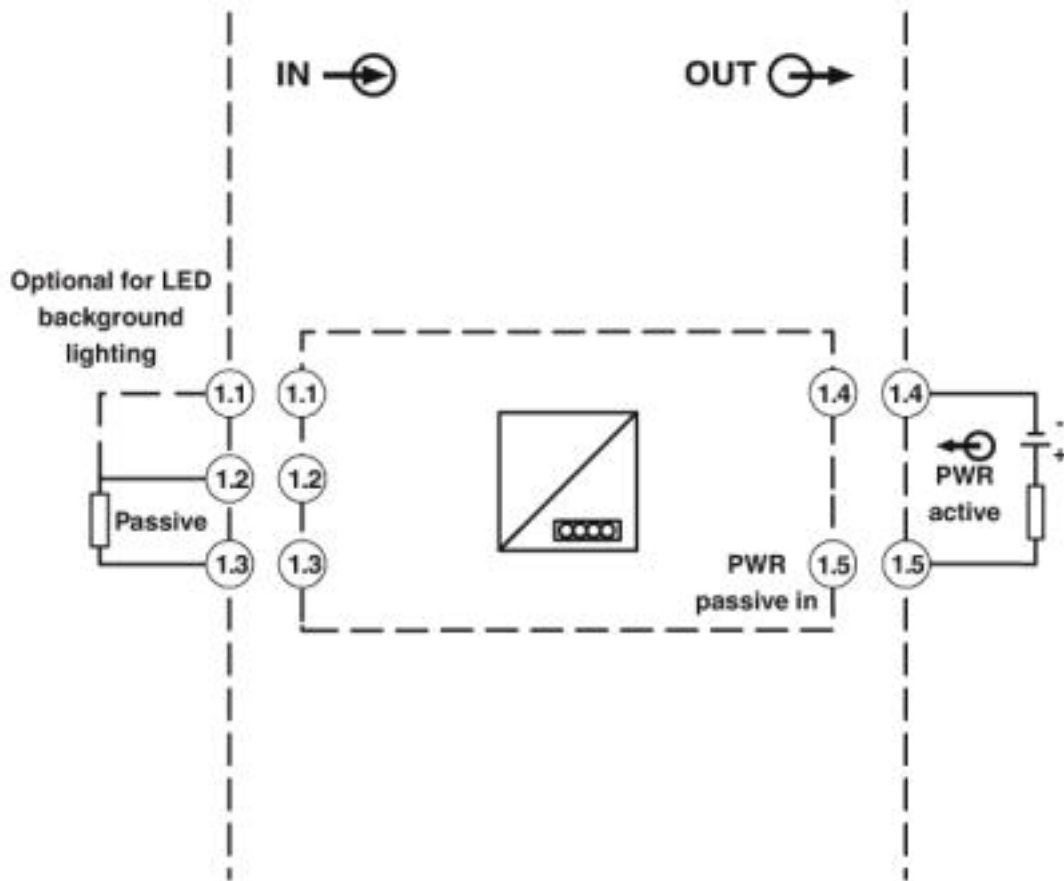 IN
OUT
Optional for LED
background
lighting
1.1
1.1
1.4
1.4
-
+
1.2
1.2
PWR
active
Passive
1.3
1.3
PWR
passive in
1.5
1.5